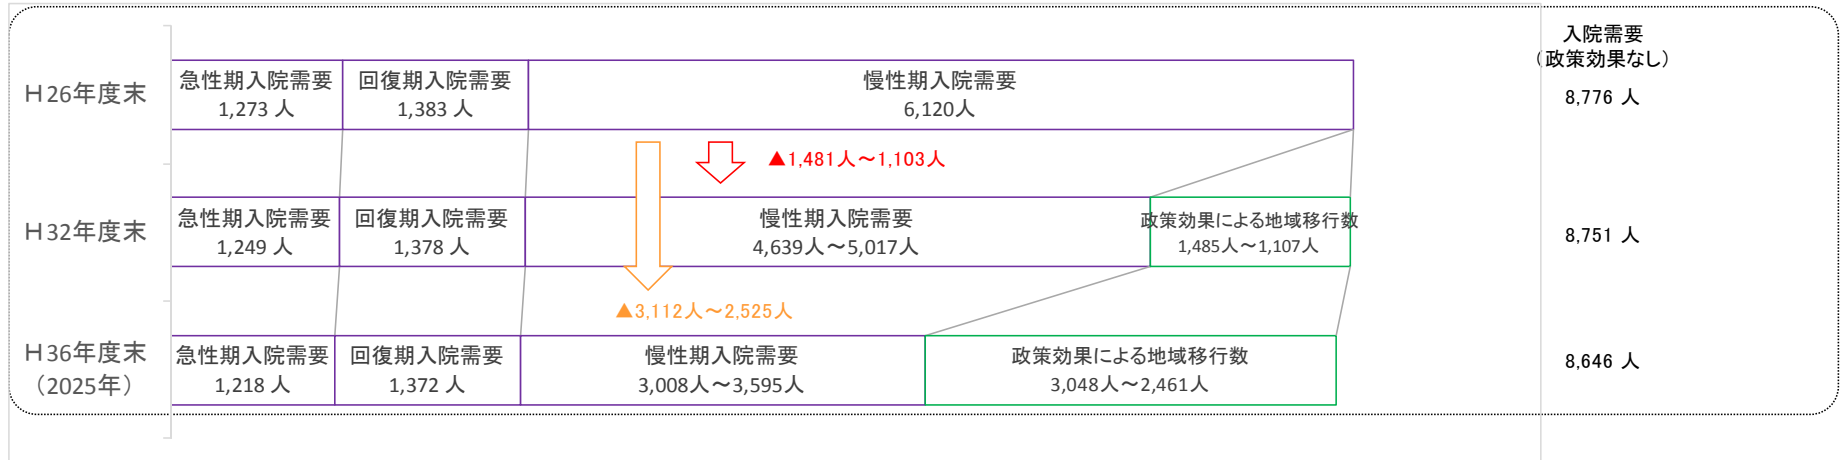 入院需要
（政策効果なし）
H26年度末
急性期入院需要
1,273 人
回復期入院需要
1,383 人
慢性期入院需要
6,120人
8,776 人
▲1,481人～1,103人
H32年度末
急性期入院需要
1,249 人
回復期入院需要
1,378 人
慢性期入院需要
4,639人～5,017人
政策効果による地域移行数
1,485人～1,107人
8,751 人
▲3,112人～2,525人
H36年度末
（2025年）
急性期入院需要
1,218 人
回復期入院需要
1,372 人
慢性期入院需要
3,008人～3,595人
政策効果による地域移行数
3,048人～2,461人
8,646 人